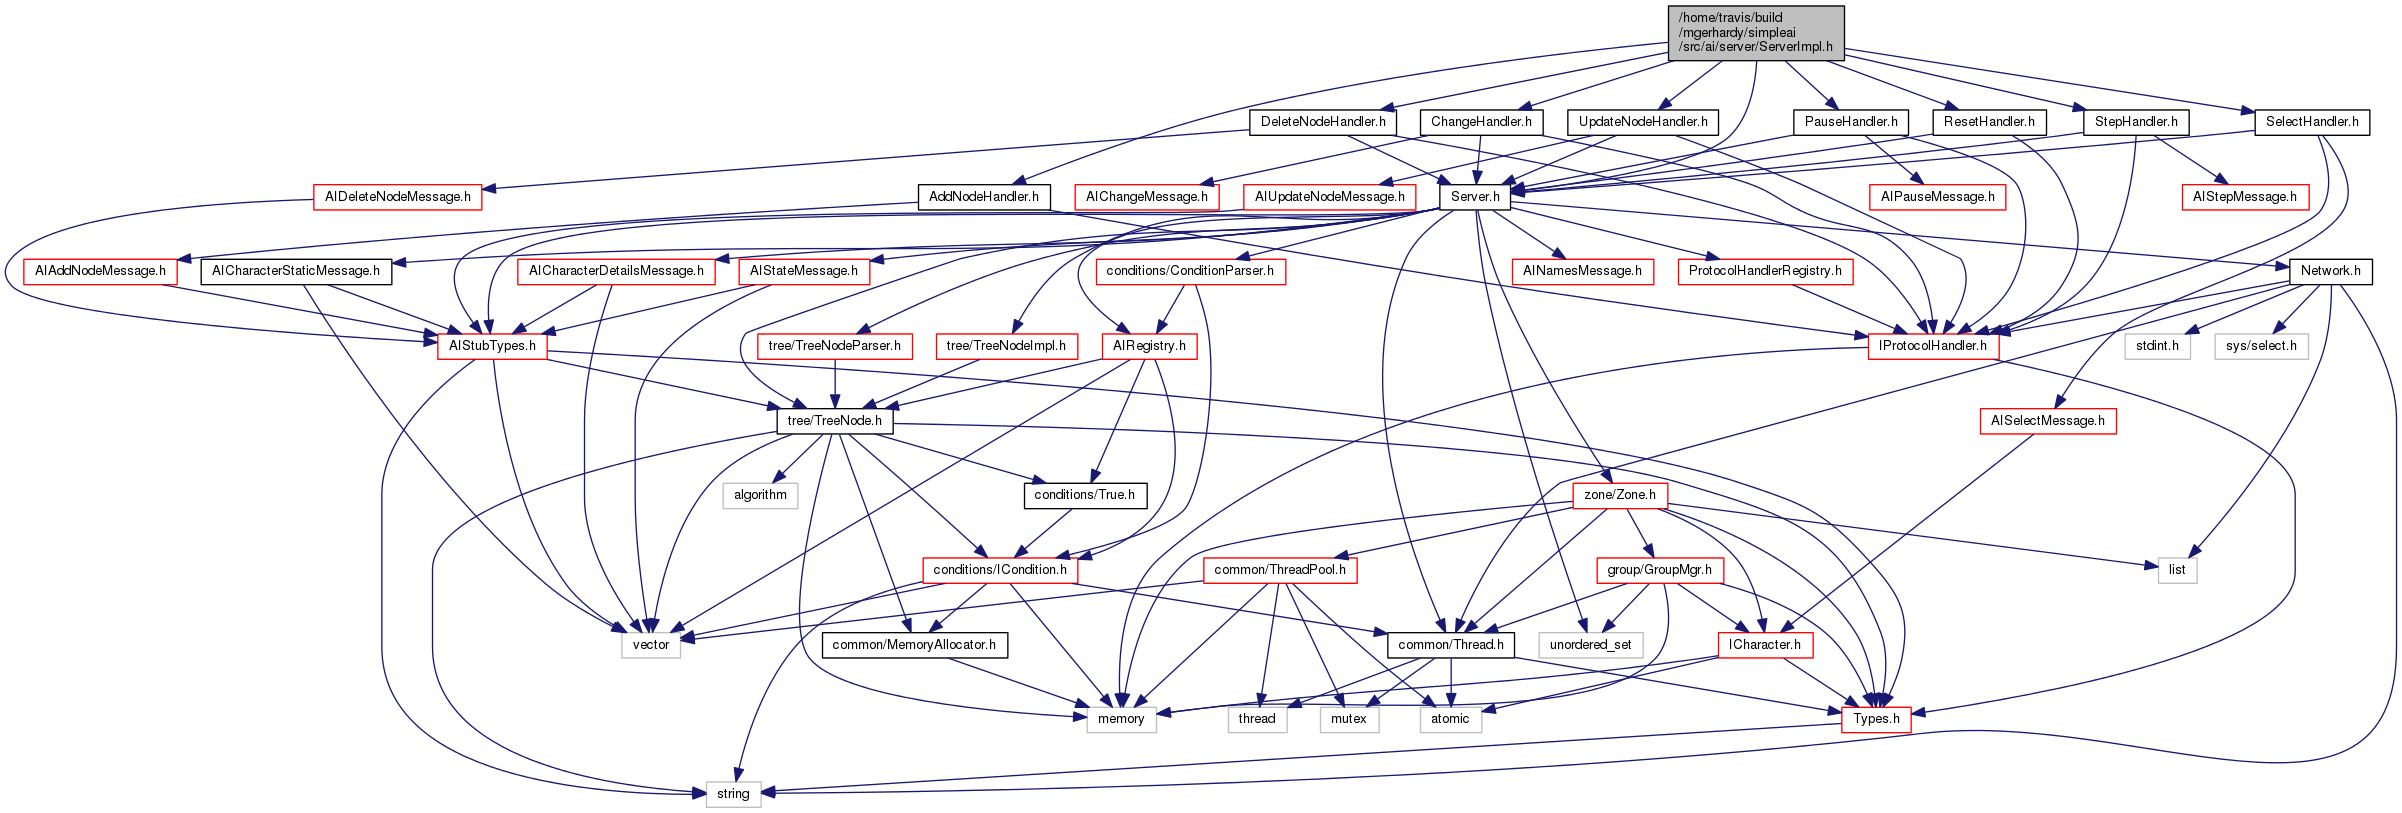 /home/travis/build
/mgerhardy/simpleai
/src/ai/server/ServerImpl.h
DeleteNodeHandler.h
ChangeHandler.h
UpdateNodeHandler.h
PauseHandler.h
ResetHandler.h
StepHandler.h
SelectHandler.h
AIDeleteNodeMessage.h
AddNodeHandler.h
AIChangeMessage.h
AIUpdateNodeMessage.h
Server.h
AIPauseMessage.h
AIStepMessage.h
AIAddNodeMessage.h
AICharacterStaticMessage.h
AICharacterDetailsMessage.h
AIStateMessage.h
conditions/ConditionParser.h
AINamesMessage.h
ProtocolHandlerRegistry.h
Network.h
AIStubTypes.h
tree/TreeNodeParser.h
tree/TreeNodeImpl.h
AIRegistry.h
IProtocolHandler.h
stdint.h
sys/select.h
tree/TreeNode.h
AISelectMessage.h
algorithm
conditions/True.h
zone/Zone.h
conditions/ICondition.h
common/ThreadPool.h
group/GroupMgr.h
list
vector
common/MemoryAllocator.h
common/Thread.h
unordered_set
ICharacter.h
memory
thread
mutex
atomic
Types.h
string